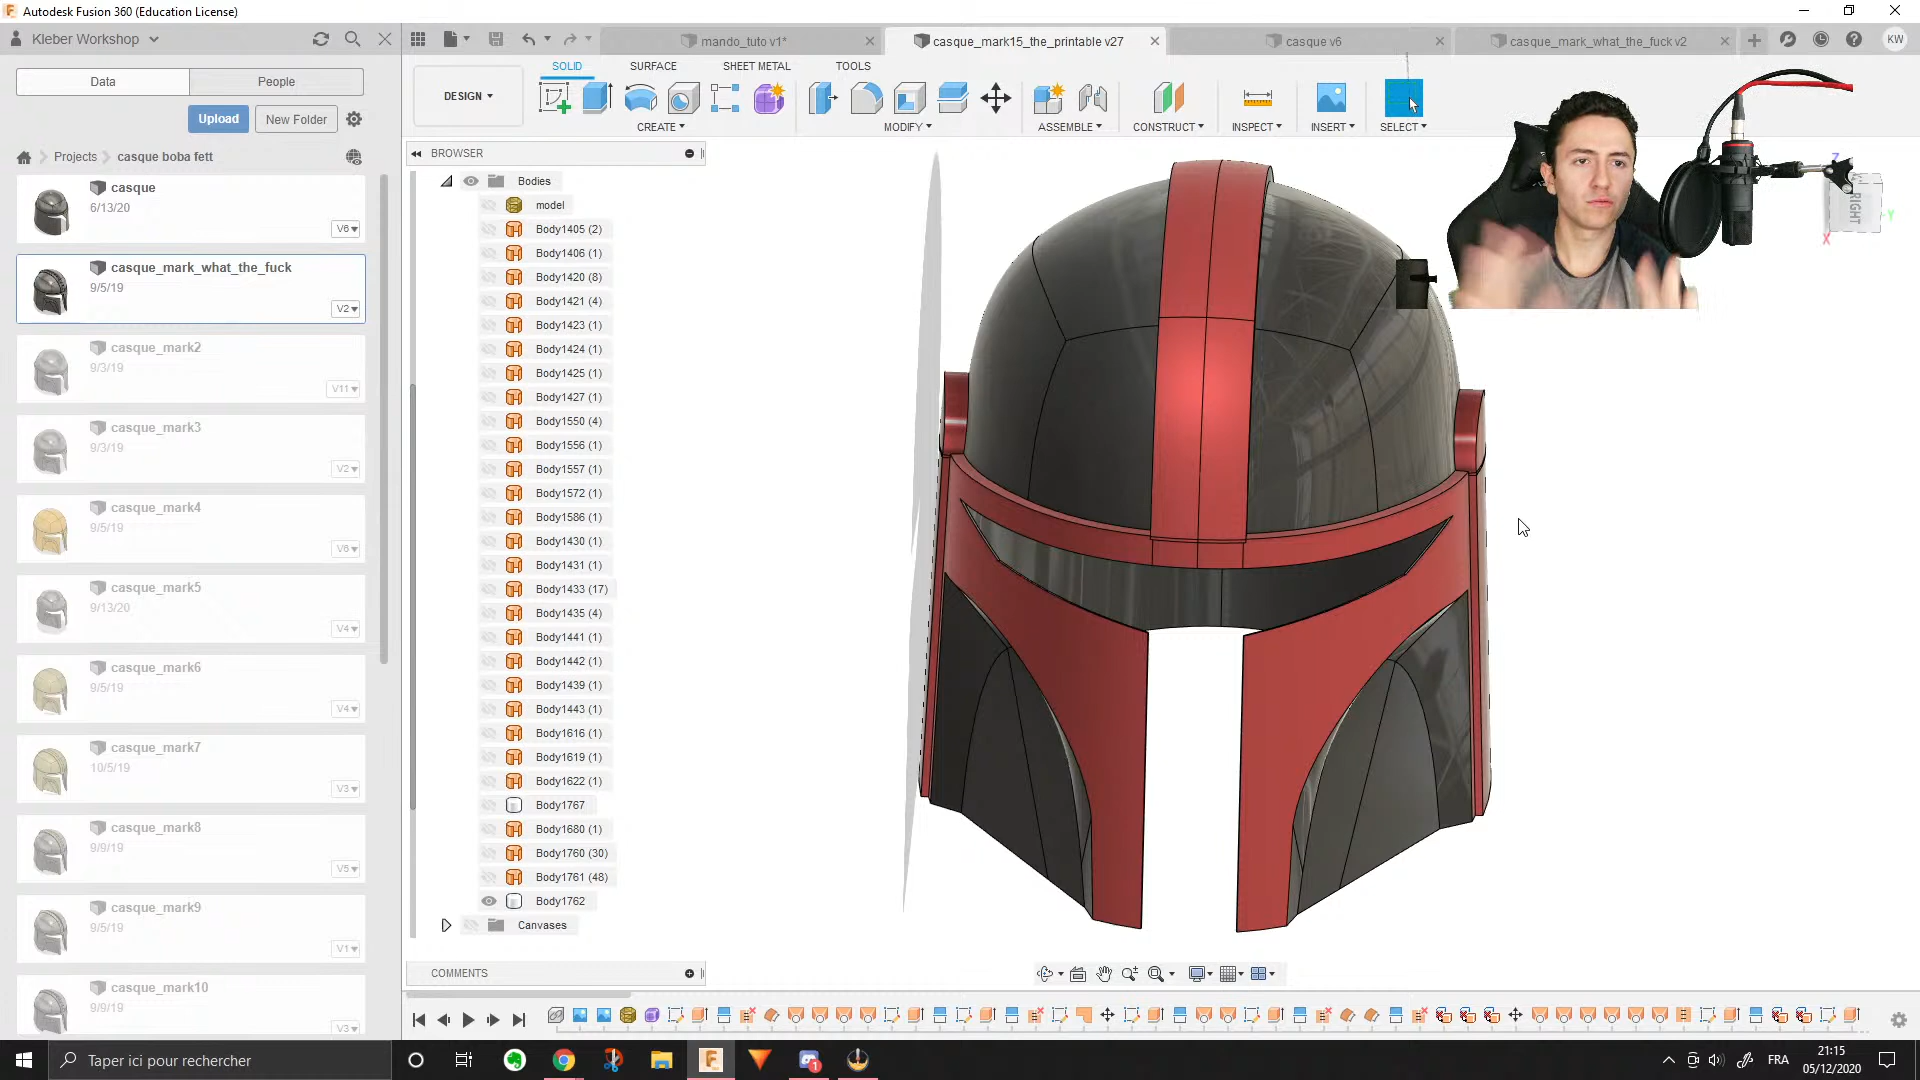 Autodesk Fusion 360 (Education License)
Kleber Workshop
mando_tuto v1*
casque_mark15_the_printable v27
casque v6
casque_mark_what_the_fuck v2
KW
Data
People
Upload
New Folder
Projects
casque boba fett
casque
6/13/20
V6
casque_mark_what_the_fuck
9/5/19
V2
casque_mark2
9/3/19
V11
casque_mark3
9/3/19
V2
casque_mark4
9/5/19
V6
casque_mark5
9/13/20
V4
casque_mark6
9/5/19
V4
casque_mark7
10/5/19
V3
casque_mark8
9/9/19
V5
casque_mark9
9/5/19
V1
casque_mark10
9/9/19
V3
DESIGN
SOLID
SURFACE
SHEET METAL
TOOLS
CREATE
MODIFY
ASSEMBLE
CONSTRUCT
INSPECT
INSERT
SELECT
BROWSER
Bodies
model
Body1405 (2)
Body1406 (1)
Body1420 (8)
Body1421 (4)
Body1423 (1)
Body1424 (1)
Body1425 (1)
Body1427 (1)
Body1550 (4)
Body1556 (1)
Body1557 (1)
Body1572 (1)
Body1586 (1)
Body1430 (1)
Body1431 (1)
Body1433 (17)
Body1435 (4)
Body1441 (1)
Body1442 (1)
Body1439 (1)
Body1443 (1)
Body1616 (1)
Body1619 (1)
Body1622 (1)
Body1767
Body1680 (1)
Body1760 (30)
Body1761 (48)
Body1762
Canvases
COMMENTS
Z
RIGHT
Y
X
Taper ici pour rechercher
1
FRA
21:15
05/12/2020